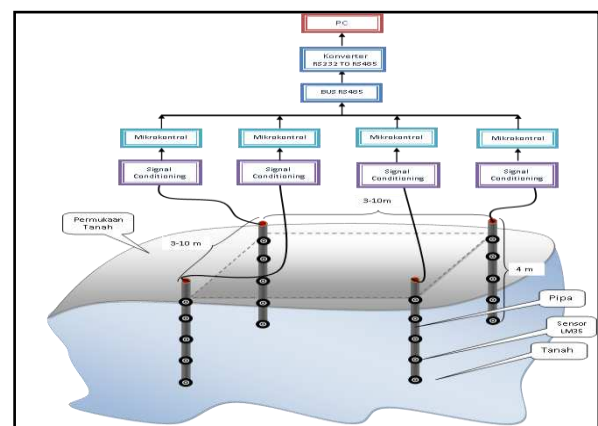 PC
Konverter
RS232 TO RS485
BUS RS485
Mikrokontrol
Mikrokontrol
Mikrokontrol
Mikrokontrol
Signal
Conditioning
Signal
Conditioning
Signal
Conditioning
Signal
Conditioning
3-10m
Permukaan
Tanah
3-10 m
4 m
Pipa
Sensor
LM35
Tanah